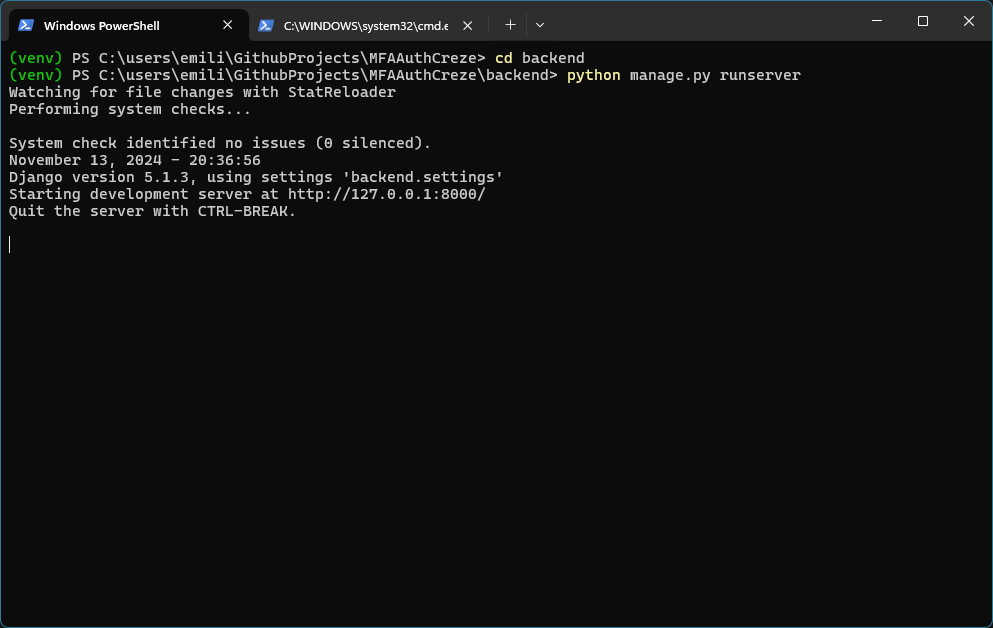 Windows PowerShell
C:\WINDOWS\system32\cmd.e
(venv) PS C:\users\emili\GithubProjects\MFAAuthCreze> cd backend
(venv) PS C:\users\emili\GithubProjects\MFAAuthCreze\backend> python manage.py runserver
Watching for file changes with StatReloader
Performing system checks...
System check identified no issues (0 silenced).
November 13, 2024 - 20:36:56
Django version 5.1.3, using settings 'backend.settings'
Starting development server at http://127.0.0.1:8000/
Quit the server with CTRL-BREAK.